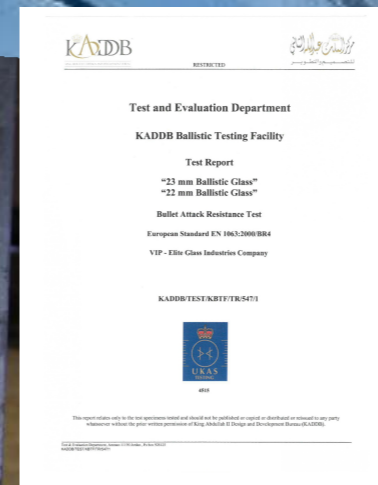 KADDB
RESTRICTED
Test and Evaluation Department
KADDB Ballistic Testing Facility
Test Report
“23 mm Ballistic Glass”
“22 mm Ballistic Glass”
Bullet Attack Resistance Test
European Standard EN 1063:2000/BR4
VIP - Elite Glass Industries Company
KADDB/TEST/KBTF/TR/547/1
UKAS
TESTING
4010
This report relates only to the test specimens tested and should not be published or copied or distributed or released to any party
whatsoever without the prior written permission of King Abdullah II Design and Development Bureau (KADDB).